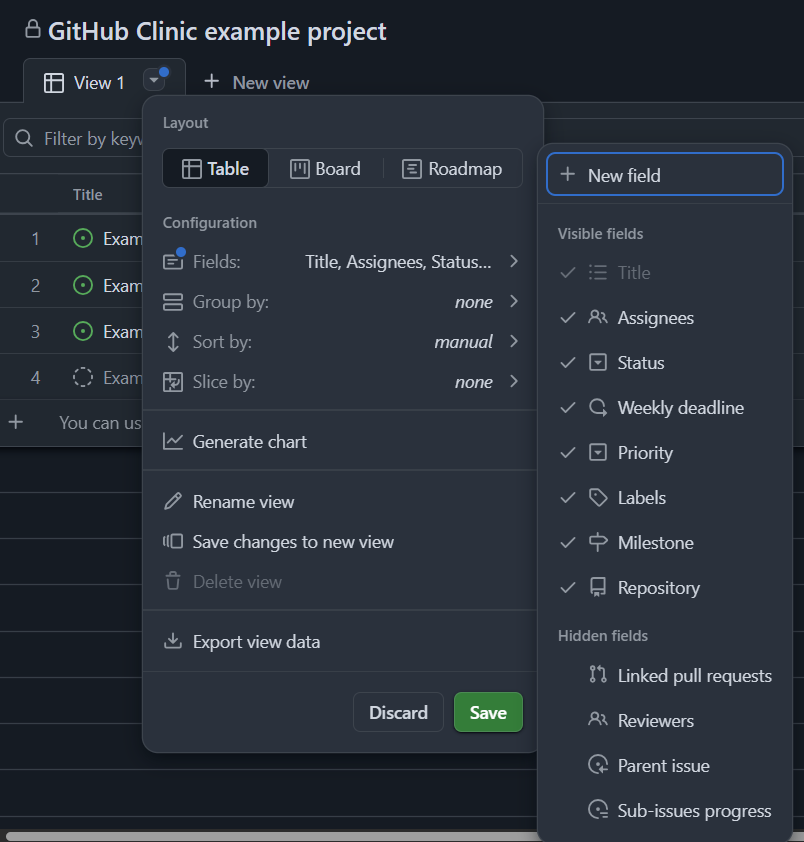 GitHub Clinic example project
View 1
New view
Filter by keyw
Title
1 Exam
2 Exam
3 Exam
4 Exam
You can us
Layout
Table Board Roadmap
Configuration
Fields: Title, Assignees, Status...
Group by: none
Sort by: manual
Slice by: none
Generate chart
Rename view
Save changes to new view
Delete view
Export view data
Discard Save
New field
Visible fields
Title
Assignees
Status
Weekly deadline
Priority
Labels
Milestone
Repository
Hidden fields
Linked pull requests
Reviewers
Parent issue
Sub-issues progress